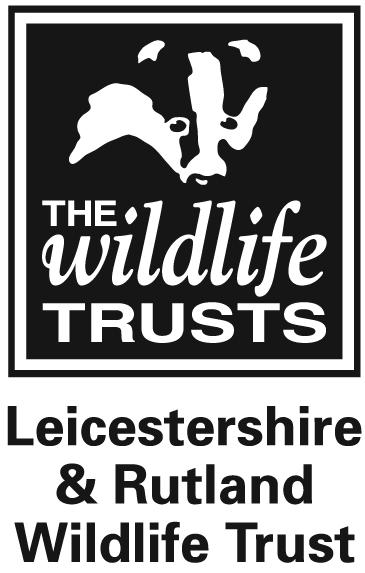 THE
wildlife
TRUSTS
Leicestershire
& Rutland
Wildlife Trust